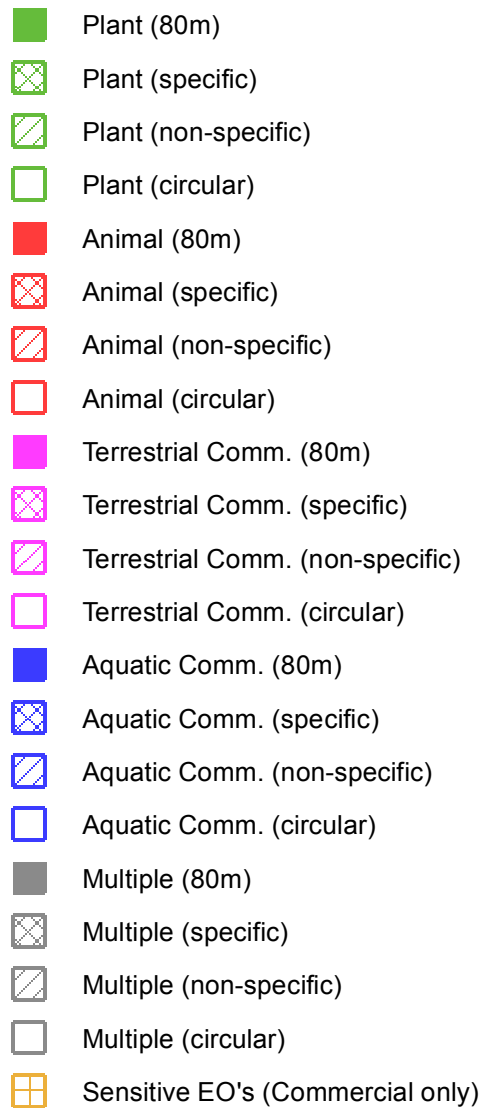 Plant (80m)
Plant (specific)
Plant (non-specific)
Plant (circular)
Animal (80m)
Animal (specific)
Animal (non-specific)
Animal (circular)
Terrestrial Comm. (80m)
Terrestrial Comm. (specific)
Terrestrial Comm. (non-specific)
Terrestrial Comm. (circular)
Aquatic Comm. (80m)
Aquatic Comm. (specific)
Aquatic Comm. (non-specific)
Aquatic Comm. (circular)
Multiple (80m)
Multiple (specific)
Multiple (non-specific)
Multiple (circular)
Sensitive EO's (Commercial only)